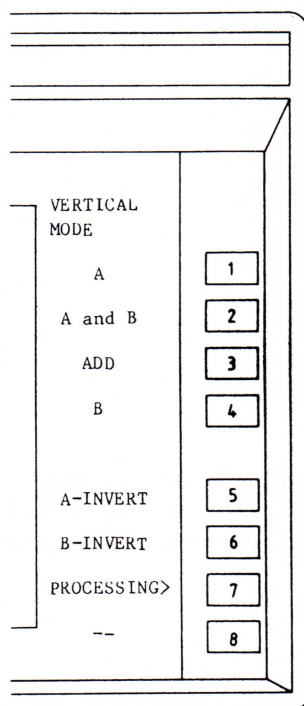 VERTICAL
MODE
A 1
A and B 2
ADD 3
B 4
A-INVERT 5
B-INVERT 6
PROCESSING> 7
-- 8